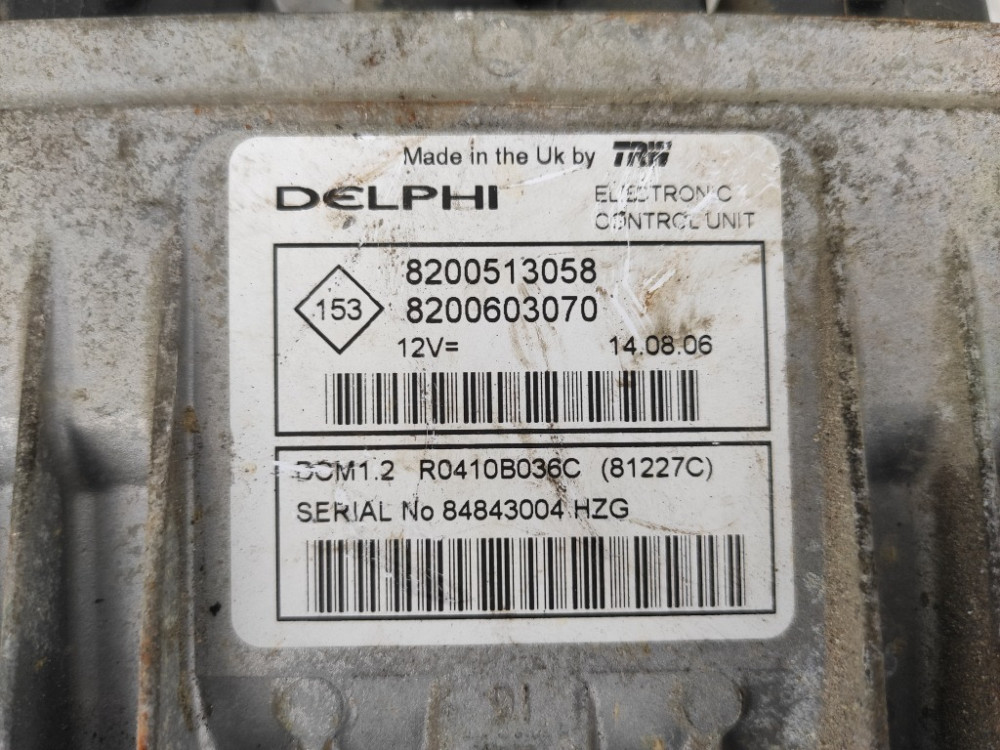 Made in the Uk by TRW
DELPHI
ELECTRONIC
CONTROL UNIT
8200513058
.153
8200603070
12V=
14.08.06
DCM1.2 R0410B036C (81227C)
SERIAL No 84843004 HZG